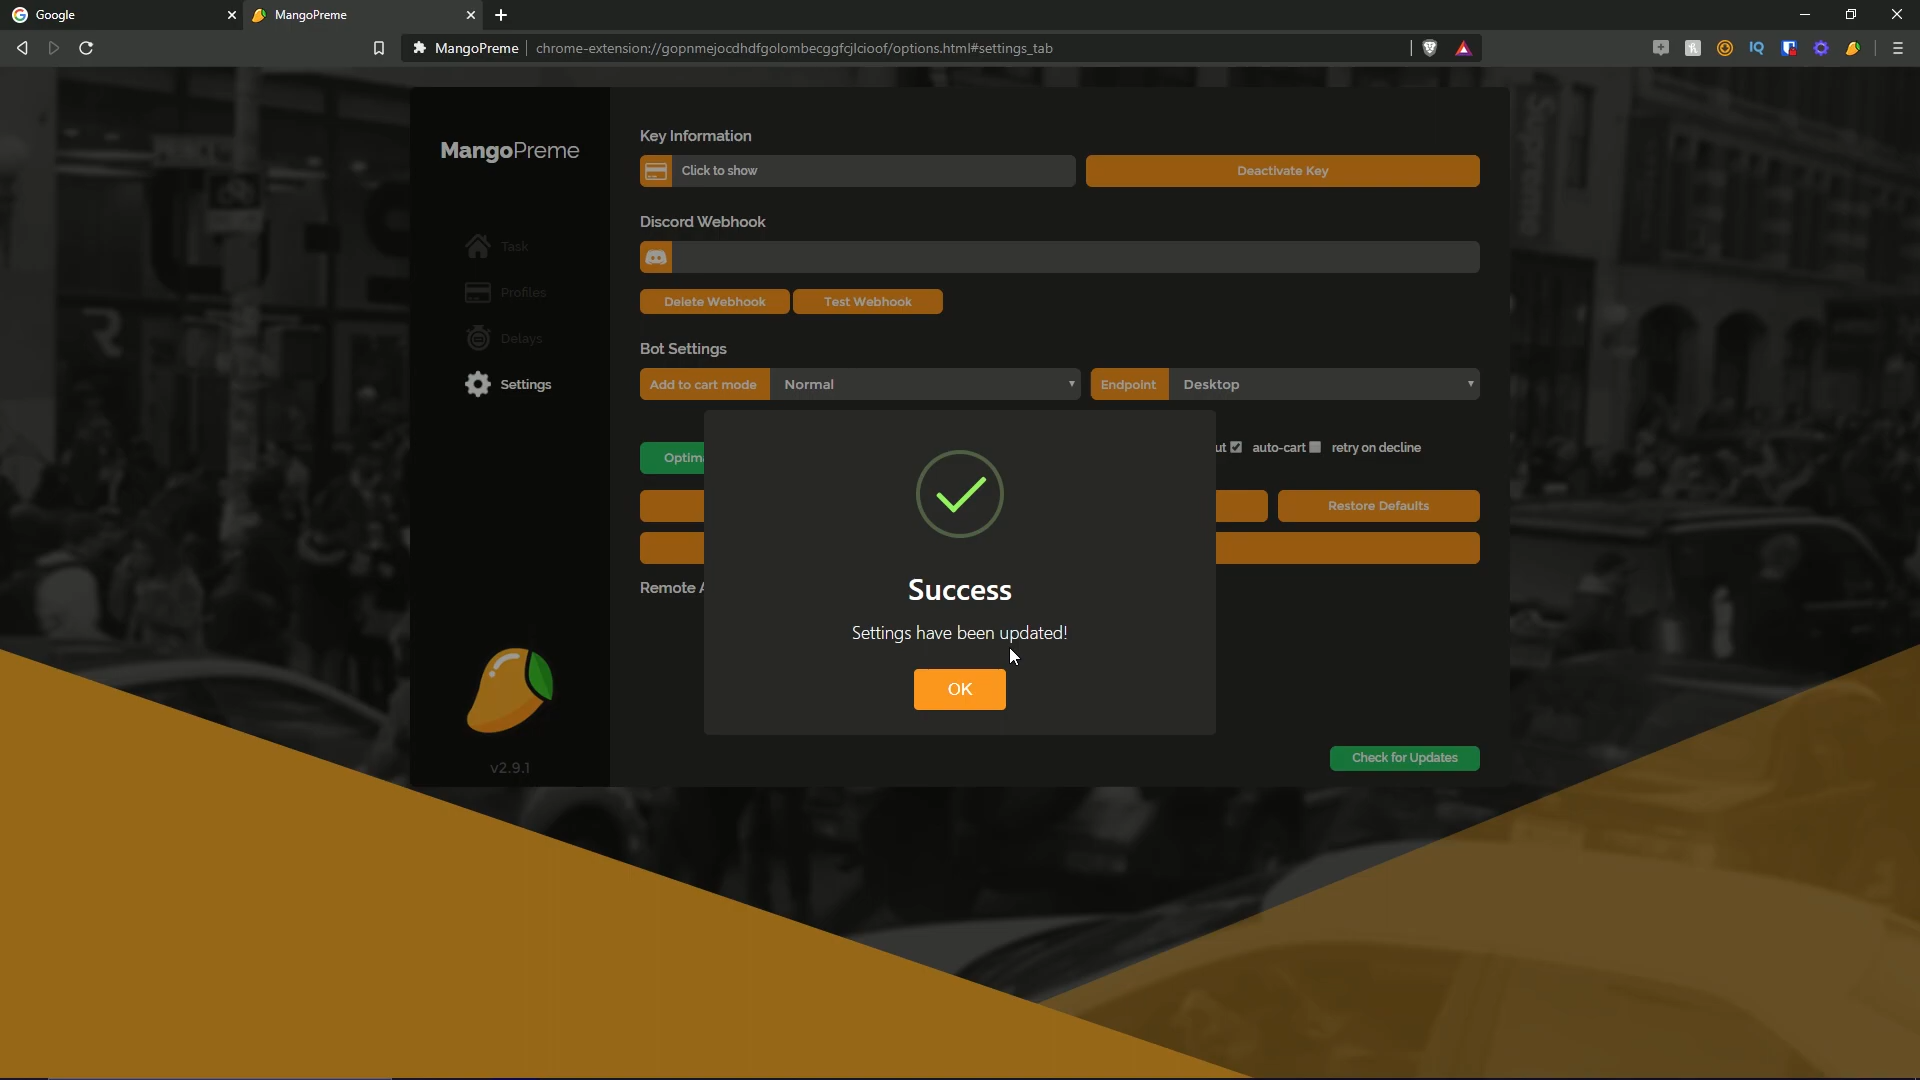 Google
MangoPreme
MangoPreme
chrome-extension://gopnmejocdhdfgolombecggfcjlcioof/options.html#settings_tab
IQ
MangoPreme
Task
Profiles
Delays
Settings
v2.9.1
Key Information
Click to show
Deactivate Key
Discord Webhook
Delete Webhook
Test Webhook
Bot Settings
Add to cart mode
Normal
Endpoint
Desktop
Optima
ut
auto-cart
retry on decline
Restore Defaults
Remote A
Success
Settings have been updated!
OK
Check for Updates
Supreme